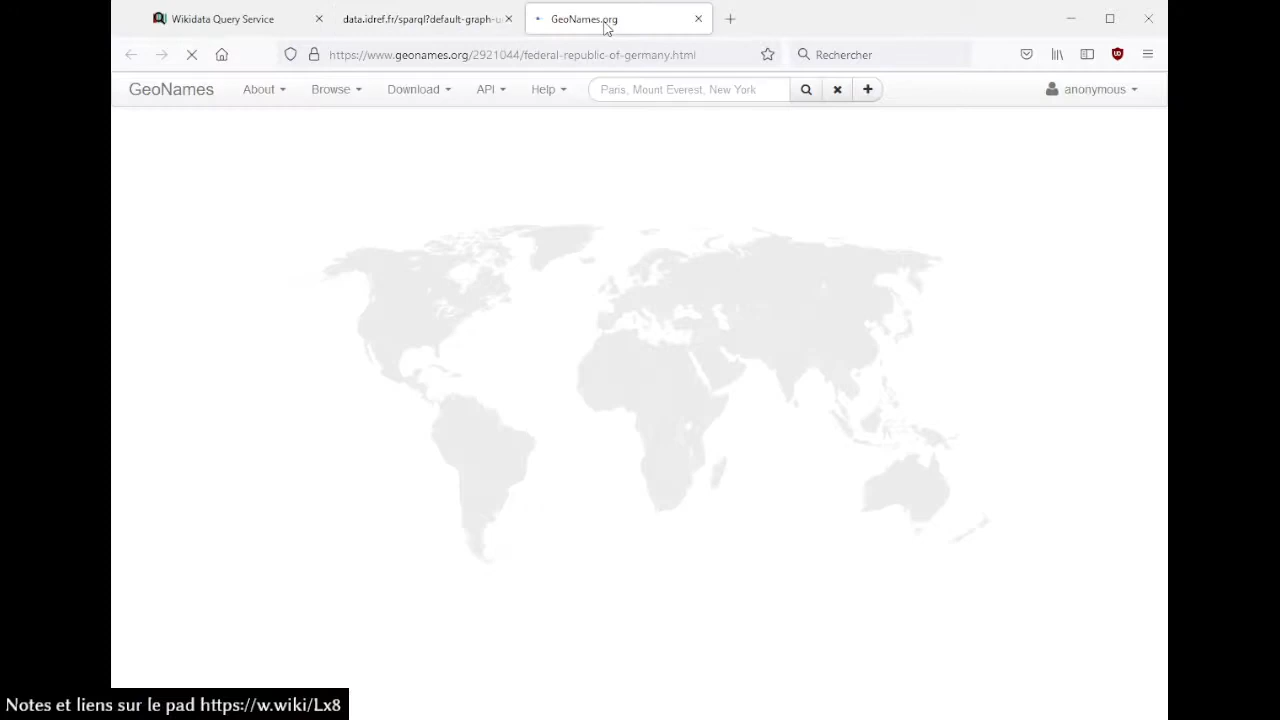 Wikidata Query Service
data.idref.fr/sparql?default-graph-u
GeoNames.org
https://www.geonames.org/2921044/federal-republic-of-germany.html
Rechercher
GeoNames
About
Browse
Download
API
Help
Paris, Mount Everest, New York
anonymous
Notes et liens sur le pad https://w.wiki/Lx8